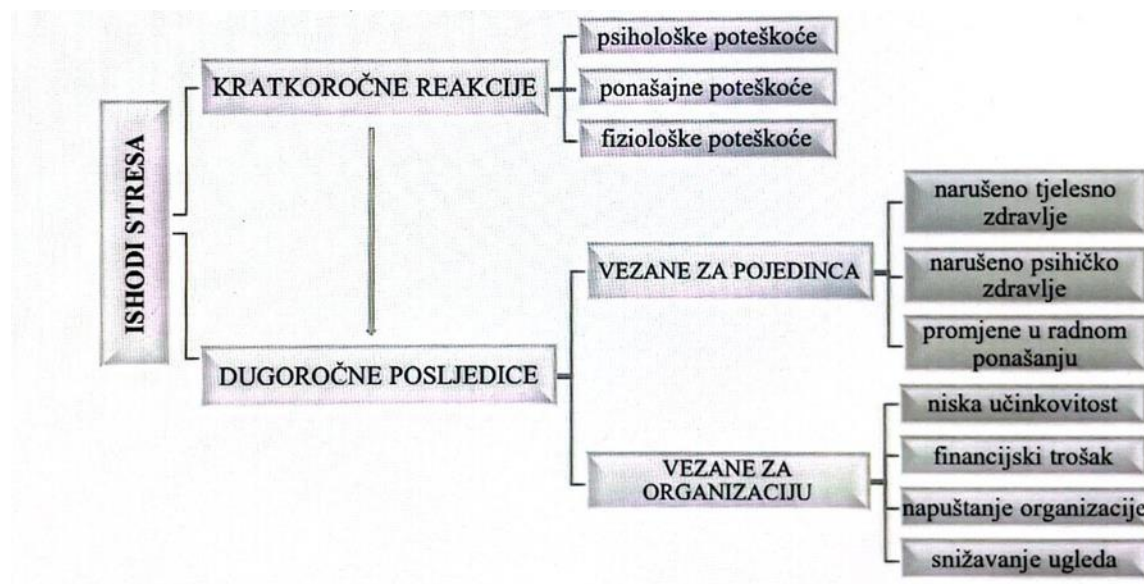 ISHODI STRESA
KRATKOROČNE REAKCIJE
psihološke poteškoće
ponašajne poteškoće
fiziološke poteškoće
DUGOROČNE POSLJEDICE
VEZANE ZA POJEDINCA
narušeno tjelesno
zdravlje
narušeno psihičko
zdravlje
promjene u radnom
ponašanju
VEZANE ZA
ORGANIZACIJU
niska učinkovitost
financijski trošak
napuštanje organizacije
snižavanje ugleda